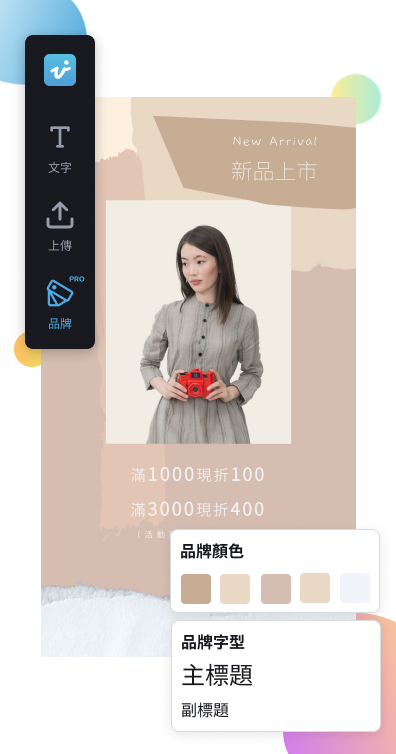 文字
上傳
PRO
品牌
New Arrival
新品上市
滿1000現折100
滿3000現折400
(活動
品牌顏色
品牌字型
主標題
副標題